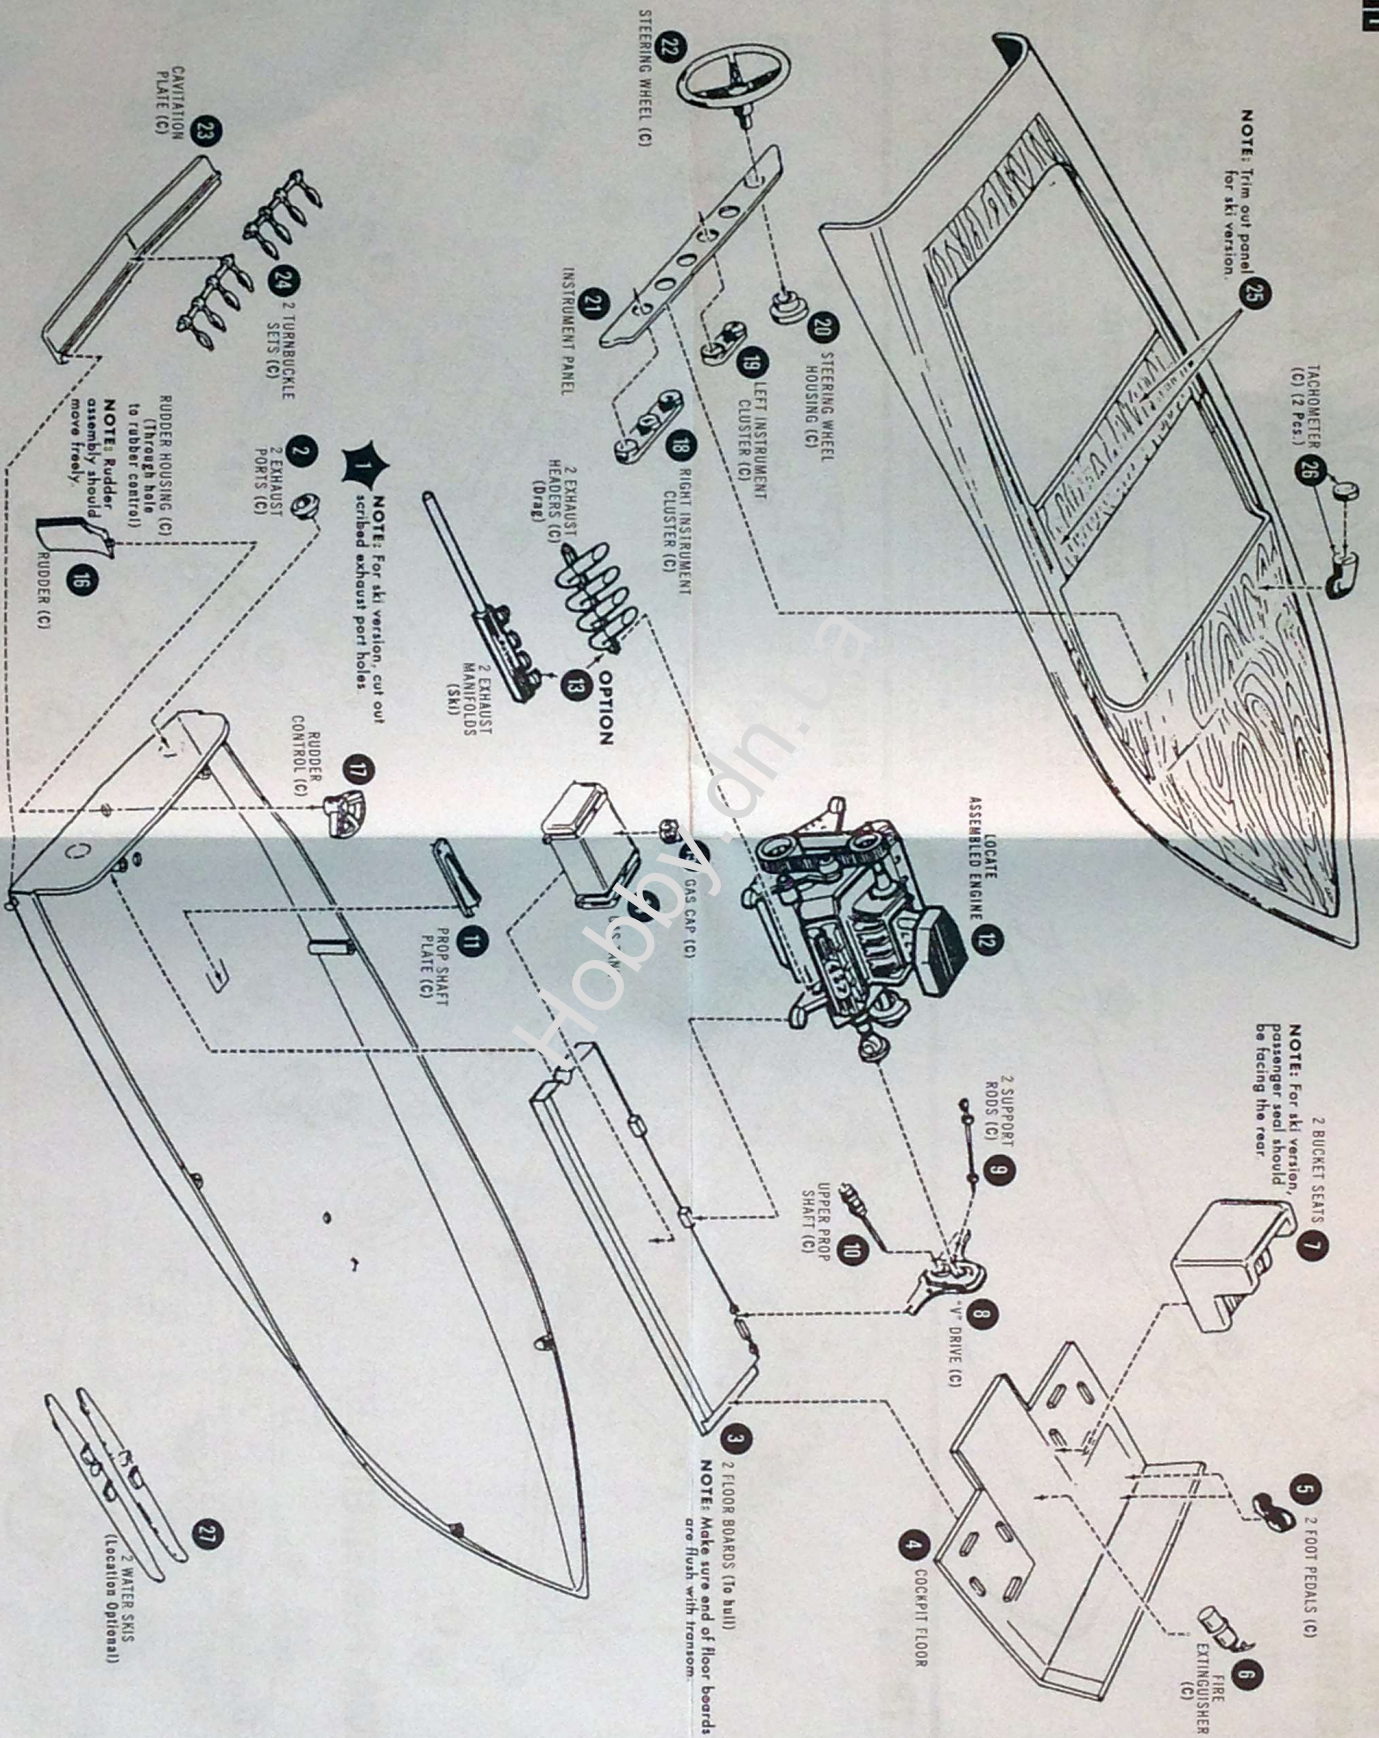 22
STEERING WHEEL (C)
23
CAVITATION
PLATE (C)
24
2 TURNBUCKLE
SETS (C)
21
INSTRUMENT PANEL
20
STEERING WHEEL
HOUSING (C)
19
LEFT INSTRUMENT
CLUSTER (C)
18
RIGHT INSTRUMENT
CLUSTER (C)
NOTE: Trim out panel
for ski version.
25
TACHOMETER
(C) (2 Pcs.)
26
2
2 EXHAUST
PORTS (C)
1
NOTE: For ski version, cut out
scribed exhaust port holes
RUDDER HOUSING (C)
(Through hole
to rubber control)
NOTE: Rudder
assembly should
move freely.
16
RUDDER (C)
17
RUDDER
CONTROL (C)
2 EXHAUST
HEADERS (C)
(Drag)
OPTION
13
2 EXHAUST
MANIFOLDS
(Ski)
GAS CAP (C)
11
PROP SHAFT
PLATE (C)
LOCATE
ASSEMBLED ENGINE
12
2 SUPPORT
RODS (C)
9
UPPER PROP
SHAFT (C)
10
8
"V" DRIVE (C)
NOTE: For ski version,
passenger seal should
be facing the rear
2 BUCKET SEATS
7
3
2 FLOOR BOARDS (To hull)
NOTE: Make sure end of floor boards
are flush with transom.
4
COCKPIT FLOOR
5
2 FOOT PEDALS (C)
6
FIRE
EXTINGUISHER
(C)
27
2 WATER SKIS
(Location Optional)
Hobby.dn.ua